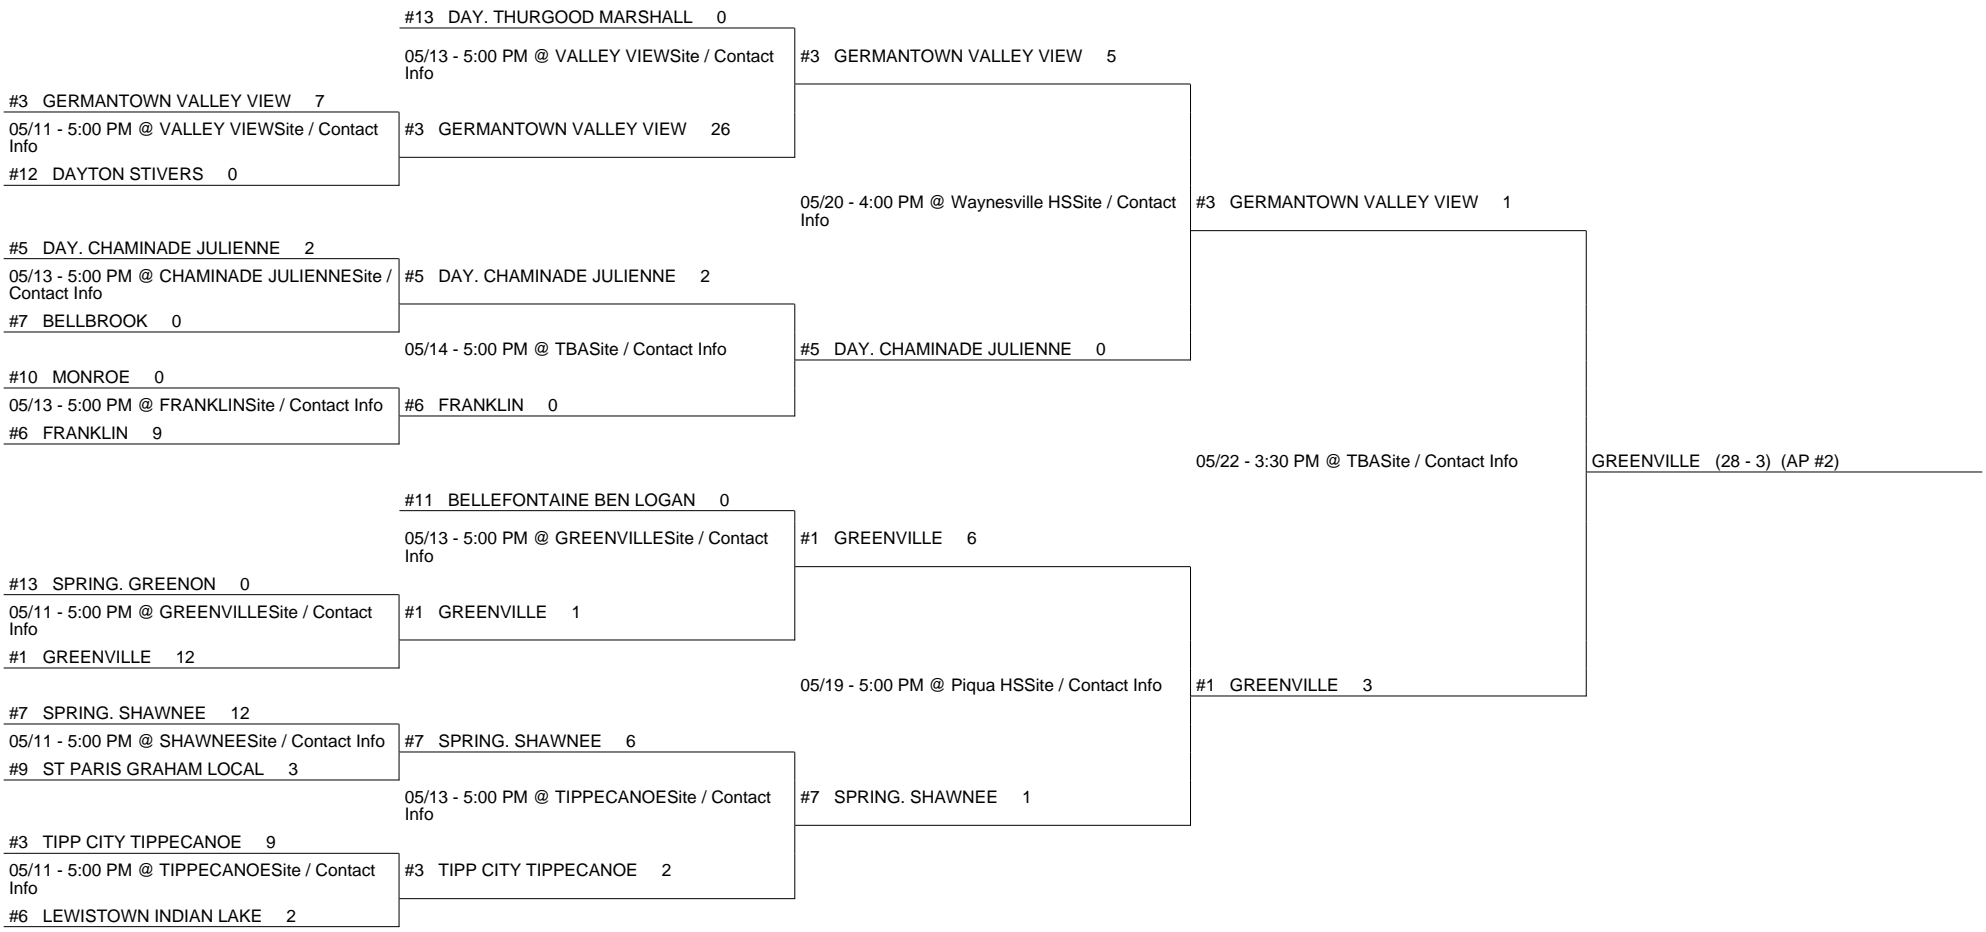 #13 DAY. THURGOOD MARSHALL 0
05/13 - 5:00 PM @ VALLEY VIEWSite / Contact
Info
#3 GERMANTOWN VALLEY VIEW 5
#3 GERMANTOWN VALLEY VIEW 7
05/11 - 5:00 PM @ VALLEY VIEWSite / Contact
Info
#3 GERMANTOWN VALLEY VIEW 26
#12 DAYTON STIVERS 0
05/20 - 4:00 PM @ Waynesville HSSite / Contact
Info
#3 GERMANTOWN VALLEY VIEW 1
#5 DAY. CHAMINADE JULIENNE 2
05/13 - 5:00 PM @ CHAMINADE JULIENNESite /
Contact Info
#5 DAY. CHAMINADE JULIENNE 2
#7 BELLBROOK 0
05/14 - 5:00 PM @ TBASite / Contact Info
#5 DAY. CHAMINADE JULIENNE 0
#10 MONROE 0
05/13 - 5:00 PM @ FRANKLINSite / Contact Info
#6 FRANKLIN 0
#6 FRANKLIN 9
05/22 - 3:30 PM @ TBASite / Contact Info
GREENVILLE (28 - 3) (AP #2)
#11 BELLEFONTAINE BEN LOGAN 0
05/13 - 5:00 PM @ GREENVILLESite / Contact
Info
#1 GREENVILLE 6
#13 SPRING. GREENON 0
05/11 - 5:00 PM @ GREENVILLESite / Contact
Info
#1 GREENVILLE 1
#1 GREENVILLE 12
05/19 - 5:00 PM @ Piqua HSSite / Contact Info
#1 GREENVILLE 3
#7 SPRING. SHAWNEE 12
05/11 - 5:00 PM @ SHAWNEESite / Contact Info
#7 SPRING. SHAWNEE 6
#9 ST PARIS GRAHAM LOCAL 3
05/13 - 5:00 PM @ TIPPECANOESite / Contact
Info
#7 SPRING. SHAWNEE 1
#3 TIPP CITY TIPPECANOE 9
05/11 - 5:00 PM @ TIPPECANOESite / Contact
Info
#3 TIPP CITY TIPPECANOE 2
#6 LEWISTOWN INDIAN LAKE 2